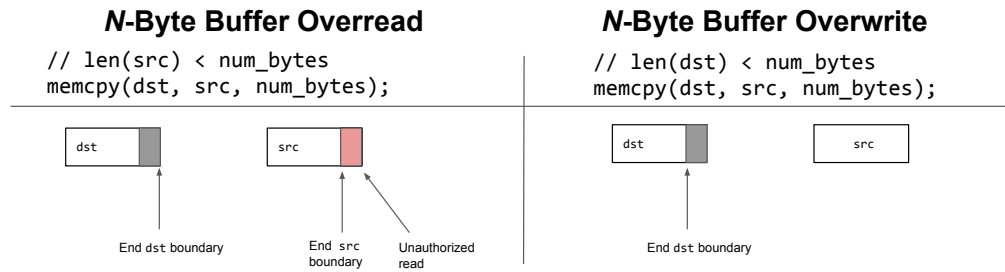 N-Byte Buffer Overread
// len(src) < num_bytes
memcpy(dst, src, num_bytes);
dst
src
End dst boundary
End src
boundary
Unauthorized
read
N-Byte Buffer Overwrite
// len(dst) < num_bytes
memcpy(dst, src, num_bytes);
dst
src
End dst boundary